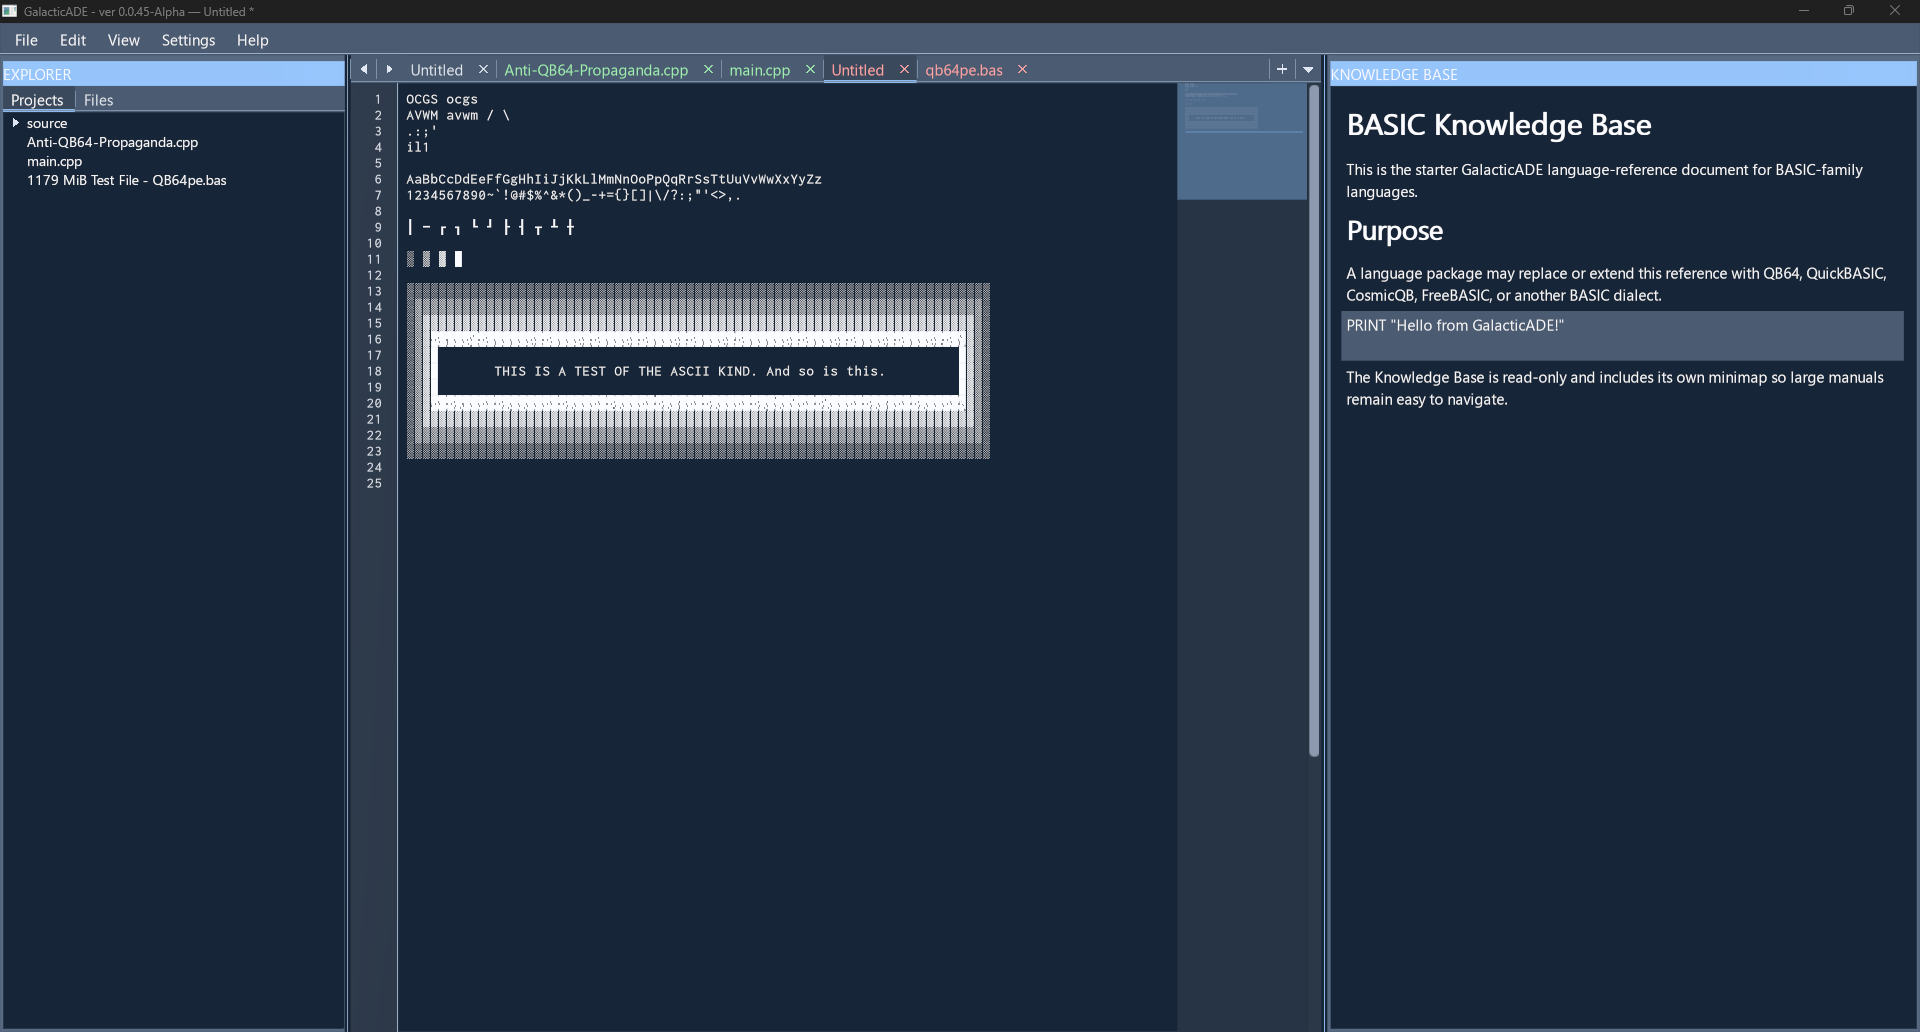 GalacticADE - ver 0.0.45-Alpha — Untitled *
File Edit View Settings Help
EXPLORER
Projects Files
source
Anti-QB64-Propaganda.cpp
main.cpp
1179 MiB Test File - QB64pe.bas
Untitled Anti-QB64-Propaganda.cpp main.cpp Untitled qb64pe.bas
1 OCGS ocgs
2 AVWM avwm / \
3 .:;'
4 il1
5
6 AaBbCcDdEeFfGgHhIiJjKkLlMmNnOoPpQqRrSsTtUuVvWwXxYyZz
7 1234567890~`!@#$%^&*()_-+={}[]|\/?:;"'<>,.
8
9 │ ─ ┌ ┐ └ ┘ ├ ┤ ┬ ┴ ┼
10
11 ░ ▒ ▓ █
12
13
14
15
16
17
18 THIS IS A TEST OF THE ASCII KIND. And so is this.
19
20
21
22
23
24
25
KNOWLEDGE BASE
BASIC Knowledge Base
This is the starter GalacticADE language-reference document for BASIC-family
languages.
Purpose
A language package may replace or extend this reference with QB64, QuickBASIC,
CosmicQB, FreeBASIC, or another BASIC dialect.
PRINT "Hello from GalacticADE!"
The Knowledge Base is read-only and includes its own minimap so large manuals
remain easy to navigate.